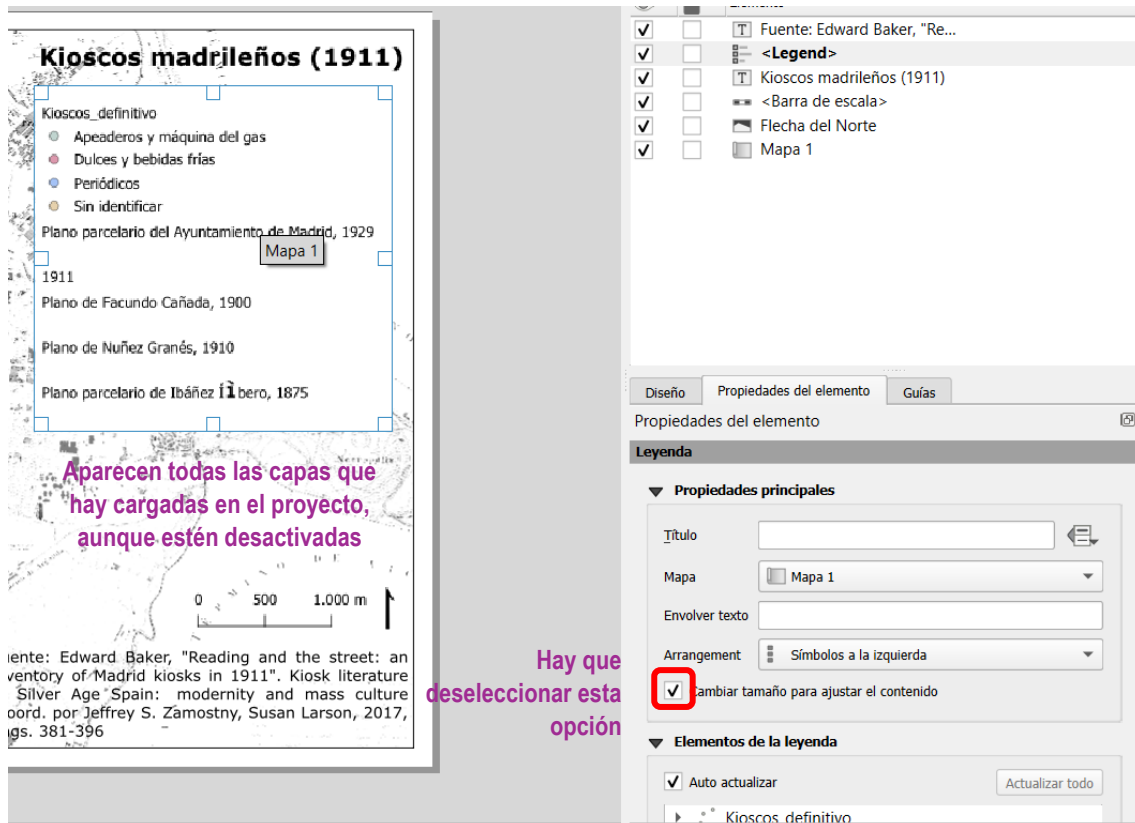 Kioscos madrileños (1911)
Kioscos_definitivo
Apeaderos y máquina del gas
Dulces y bebidas frías
Periódicos
Sin identificar
Plano parcelario del Ayuntamiento de Madrid, 1929
Mapa 1
1911
Plano de Facundo Cañada, 1900
Plano de Nuñez Granés, 1910
Plano parcelario de Ibáñez Íìbero, 1875
Aparecen todas las capas que
hay cargadas en el proyecto,
aunque estén desactivadas
0 500 1.000 m
ente: Edward Baker, "Reading and the street: an
ventory of Madrid kiosks in 1911". Kiosk literature
Silver Age Spain: modernity and mass culture
oord. por Jeffrey S. Zamostny, Susan Larson, 2017,
gs. 381-396
Hay que
deseleccionar esta
opción
T Fuente: Edward Baker, "Re...
<Legend>
T Kioscos madrileños (1911)
<Barra de escala>
Flecha del Norte
Mapa 1
Diseño Propiedades del elemento Guías
Propiedades del elemento
Leyenda
Propiedades principales
Título
Mapa Mapa 1
Envolver texto
Arrangement Símbolos a la izquierda
Cambiar tamaño para ajustar el contenido
Elementos de la leyenda
Auto actualizar Actualizar todo
Kioscos definitivo